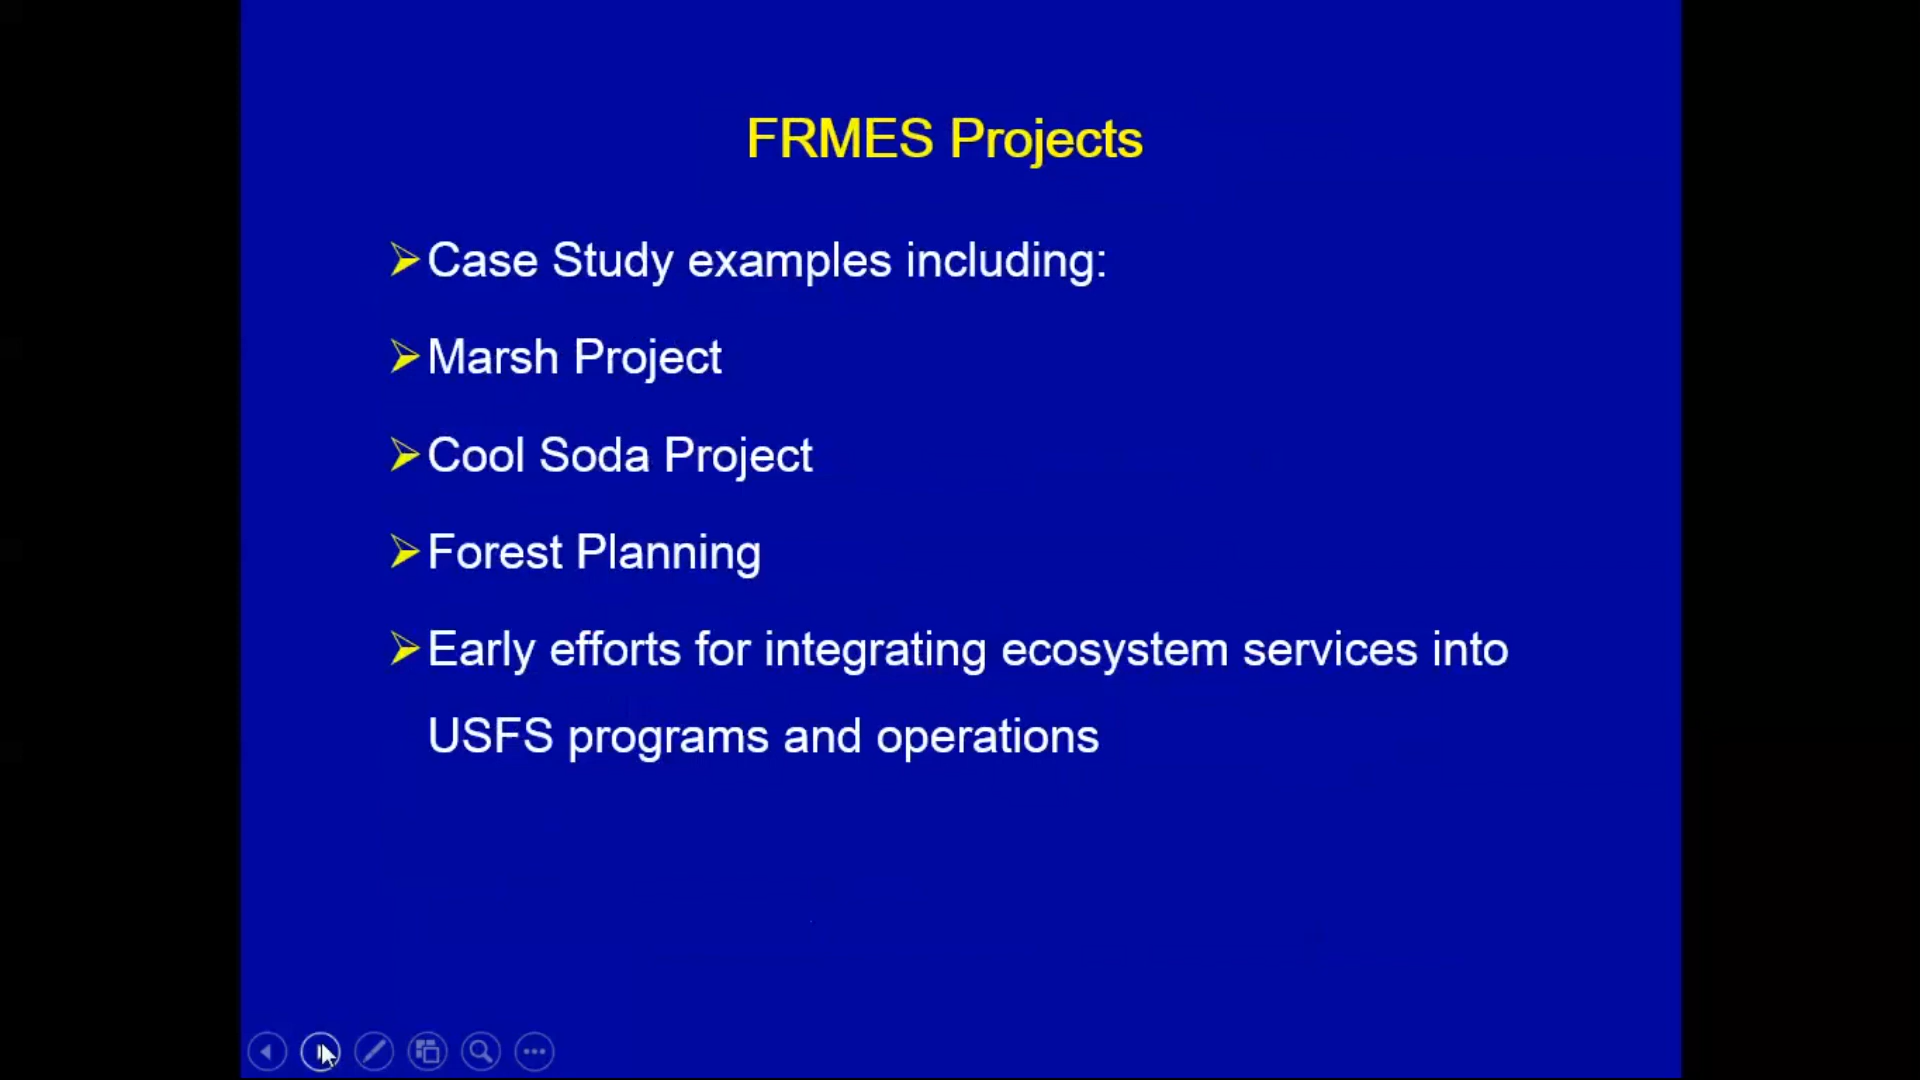 FRMES Projects
Case Study examples including:
Marsh Project
Cool Soda Project
Forest Planning
Early efforts for integrating ecosystem services into
USFS programs and operations